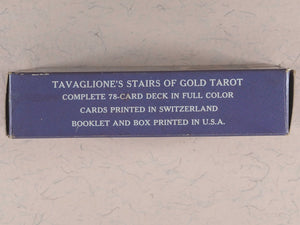 TAVAGLIONE'S STAIRS OF GOLD TAROT
COMPLETE 78-CARD DECK IN FULL COLOR
CARDS PRINTED IN SWITZERLAND
BOOKLET AND BOX PRINTED IN U.S.A.